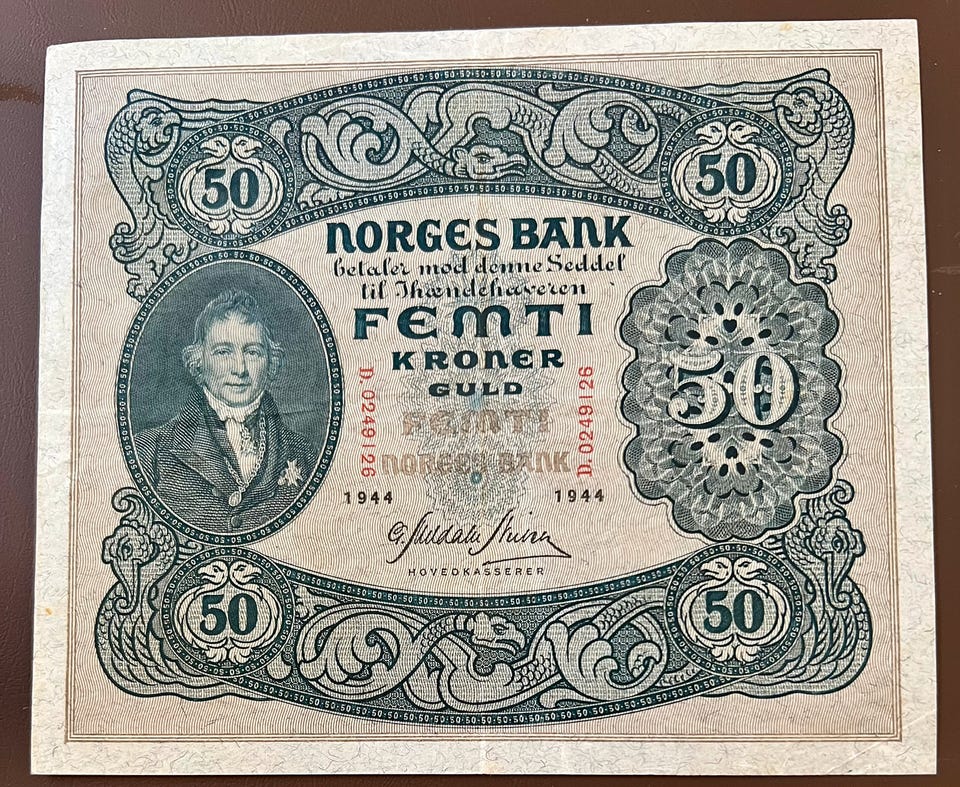 50 50
NORGES BANK
betaler mod denne Seddel
til Ihændehaveren
FEMTI
KRONER
GULD
50
D.0249126 D.0249126
FEMTI
NORGES BANK
1944 1944
HOVEDKASSERER
50 50